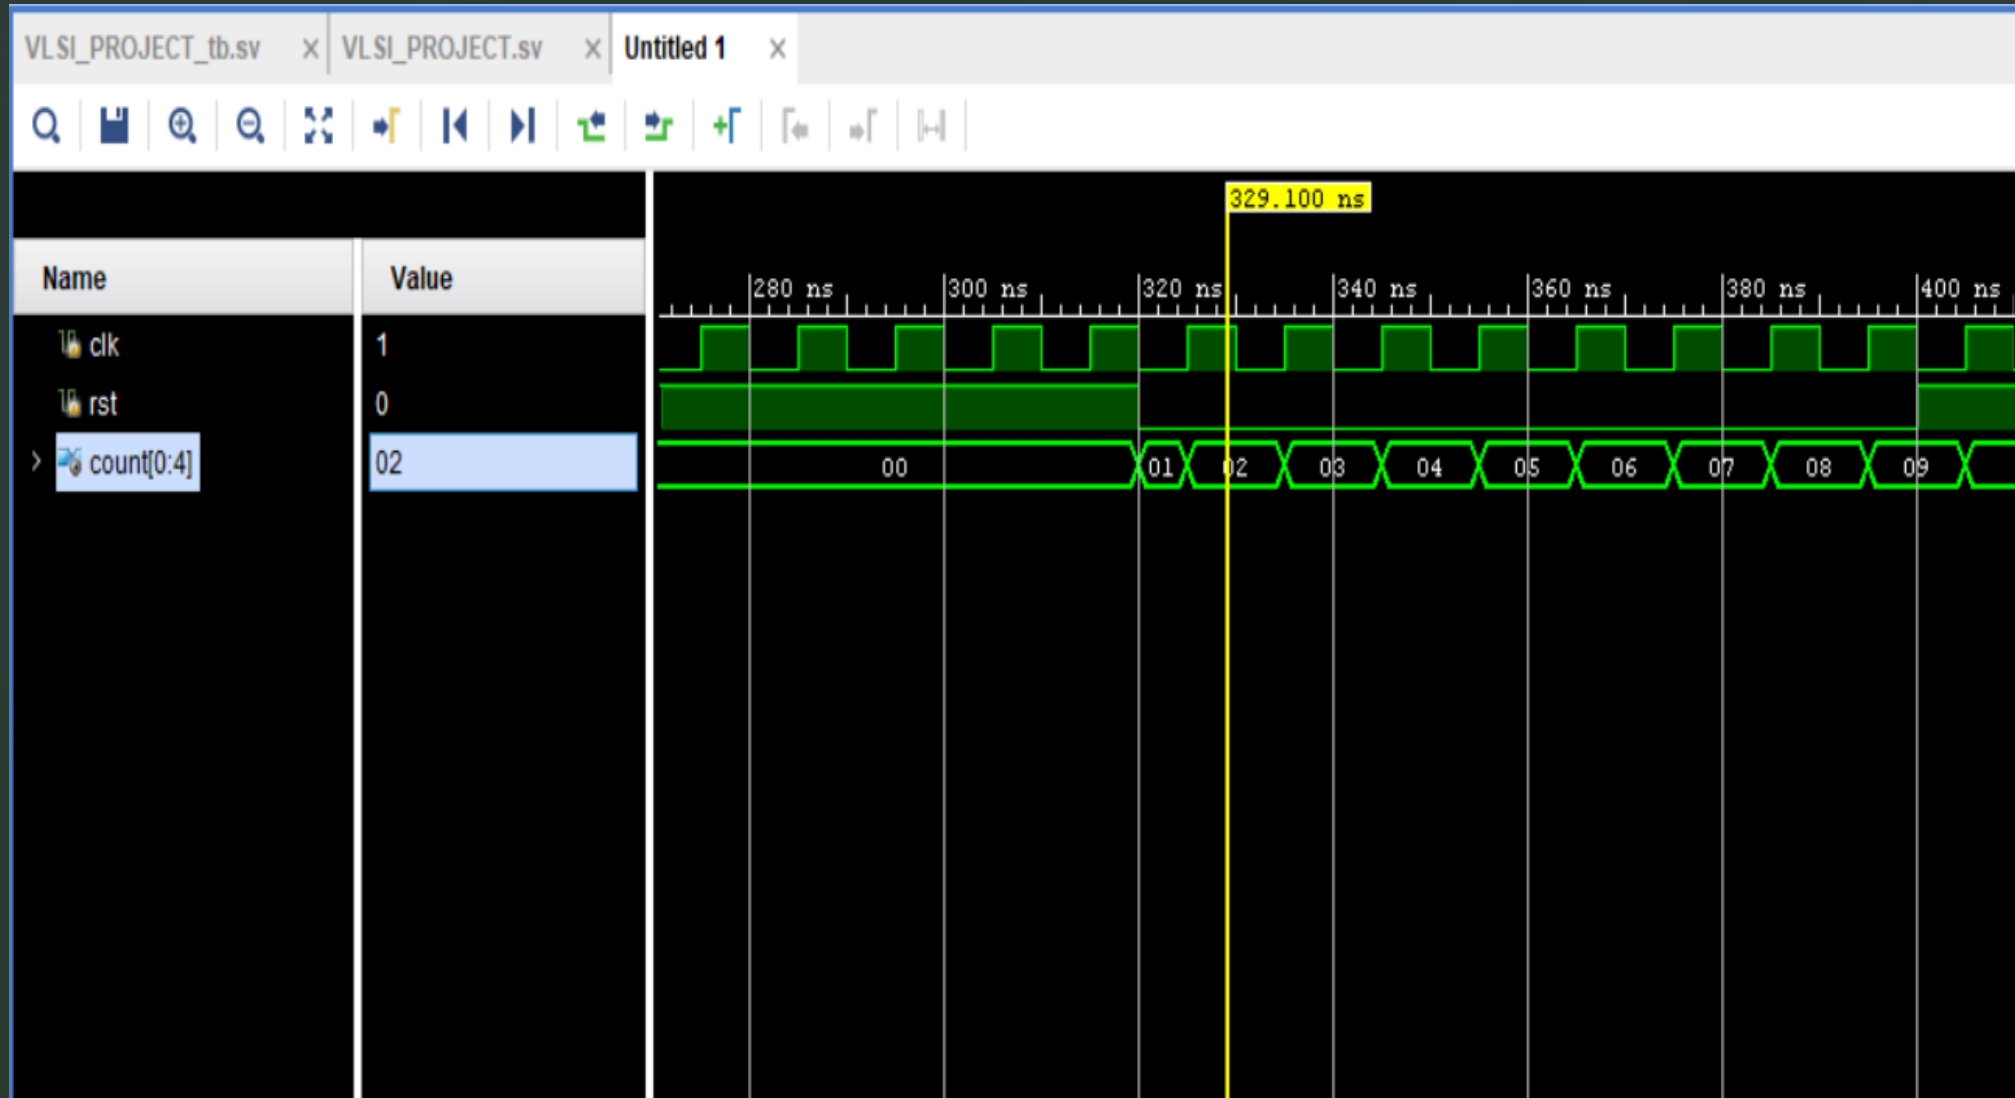 VLSI_PROJECT_tb.sv × VLSI_PROJECT.sv × Untitled 1 ×
329.100 ns
Name Value
280 ns 300 ns 320 ns 340 ns 360 ns 380 ns 400 ns
clk 1
rst 0
count[0:4] 02 00 01 02 03 04 05 06 07 08 09